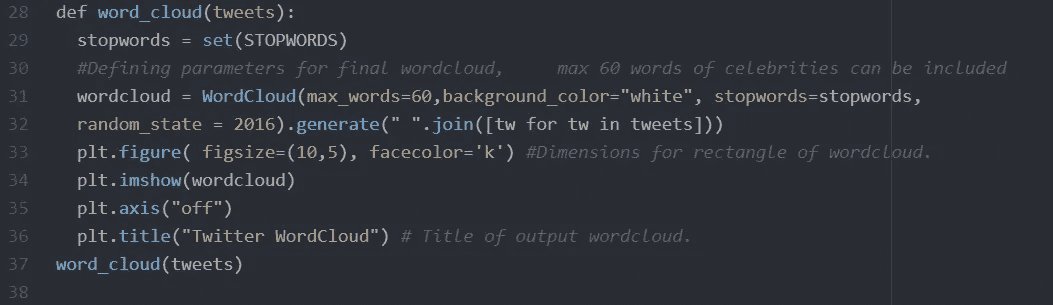 28 def word_cloud(tweets):
29   stopwords = set(STOPWORDS)
30   #Defining parameters for final wordcloud,     max 60 words of celebrities can be included
31   wordcloud = WordCloud(max_words=60,background_color="white", stopwords=stopwords,
32   random_state = 2016).generate(" ".join([tw for tw in tweets]))
33   plt.figure( figsize=(10,5), facecolor='k') #Dimensions for rectangle of wordcloud.
34   plt.imshow(wordcloud)
35   plt.axis("off")
36   plt.title("Twitter WordCloud") # Title of output wordcloud.
37 word_cloud(tweets)
38